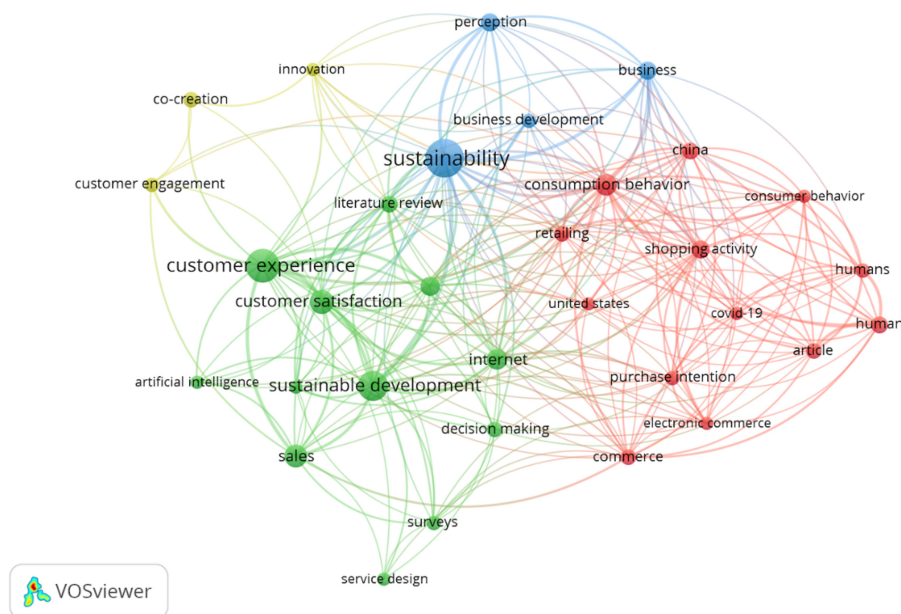 perception
innovation
business
co-creation
business development
sustainability
china
customer engagement
consumption behavior
consumer behavior
literature review
retailing
shopping activity
customer experience
humans
customer satisfaction
united states
covid-19
human
article
internet
artificial intelligence
sustainable development
purchase intention
decision making
electronic commerce
sales
commerce
surveys
service design
VOSviewer